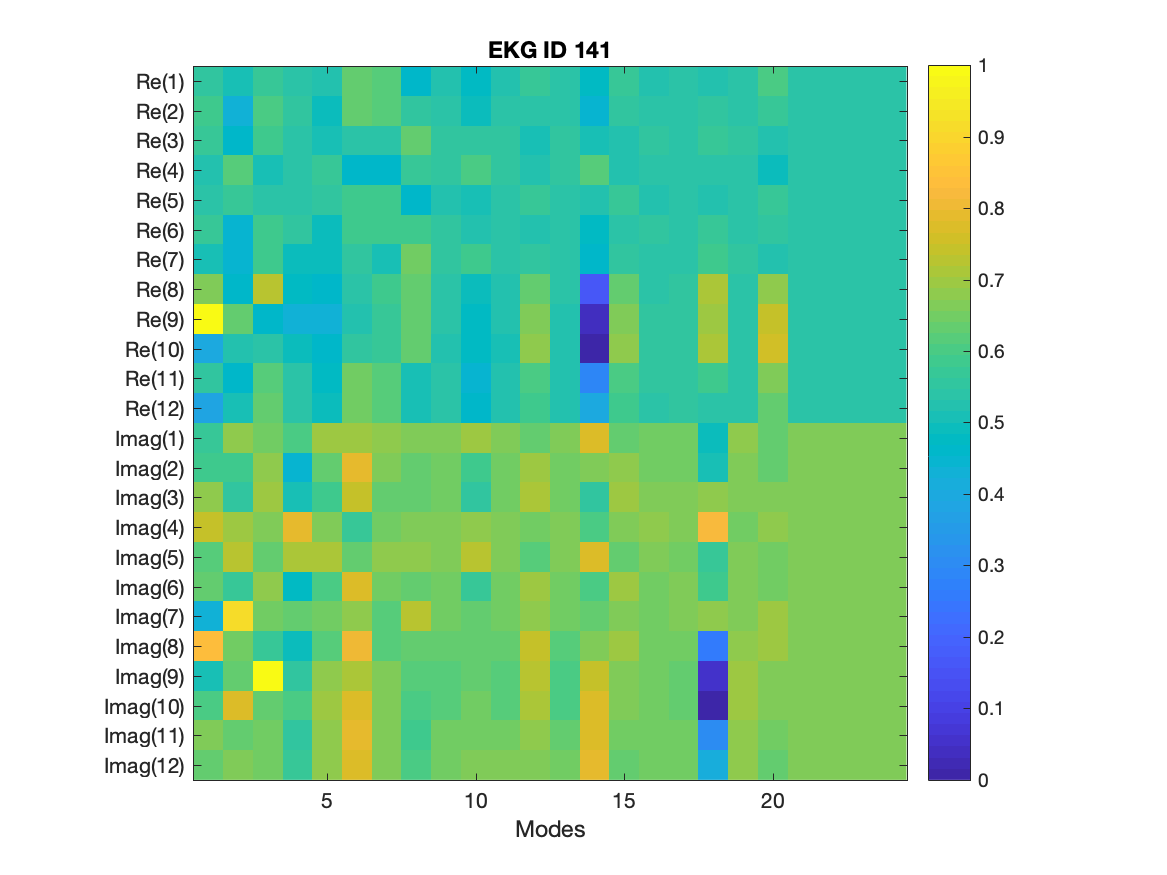 EKG ID 141
Re(1)
Re(2)
Re(3)
Re(4)
Re(5)
Re(6)
Re(7)
Re(8)
Re(9)
Re(10)
Re(11)
Re(12)
Imag(1)
Imag(2)
Imag(3)
Imag(4)
Imag(5)
Imag(6)
Imag(7)
Imag(8)
Imag(9)
Imag(10)
Imag(11)
Imag(12)
5 10 15 20
Modes
1
0.9
0.8
0.7
0.6
0.5
0.4
0.3
0.2
0.1
0